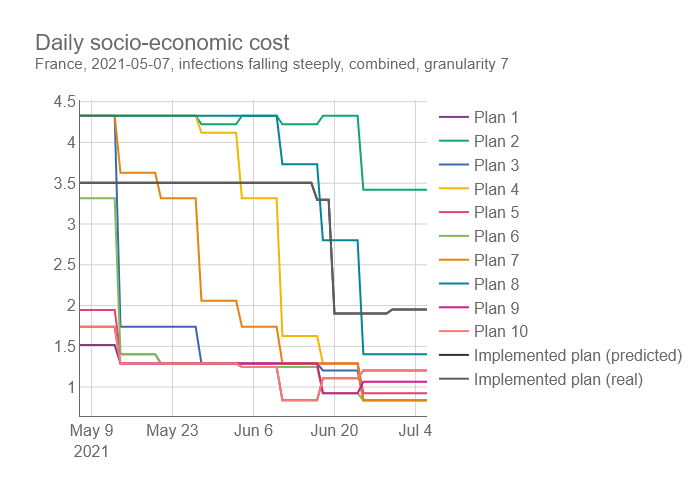 Daily socio-economic cost
France, 2021-05-07, infections falling steeply, combined, granularity 7
4.5
4
3.5
3
2.5
2
1.5
1
May 9
2021
May 23
Jun 6
Jun 20
Jul 4
Plan 1
Plan 2
Plan 3
Plan 4
Plan 5
Plan 6
Plan 7
Plan 8
Plan 9
Plan 10
Implemented plan (predicted)
Implemented plan (real)